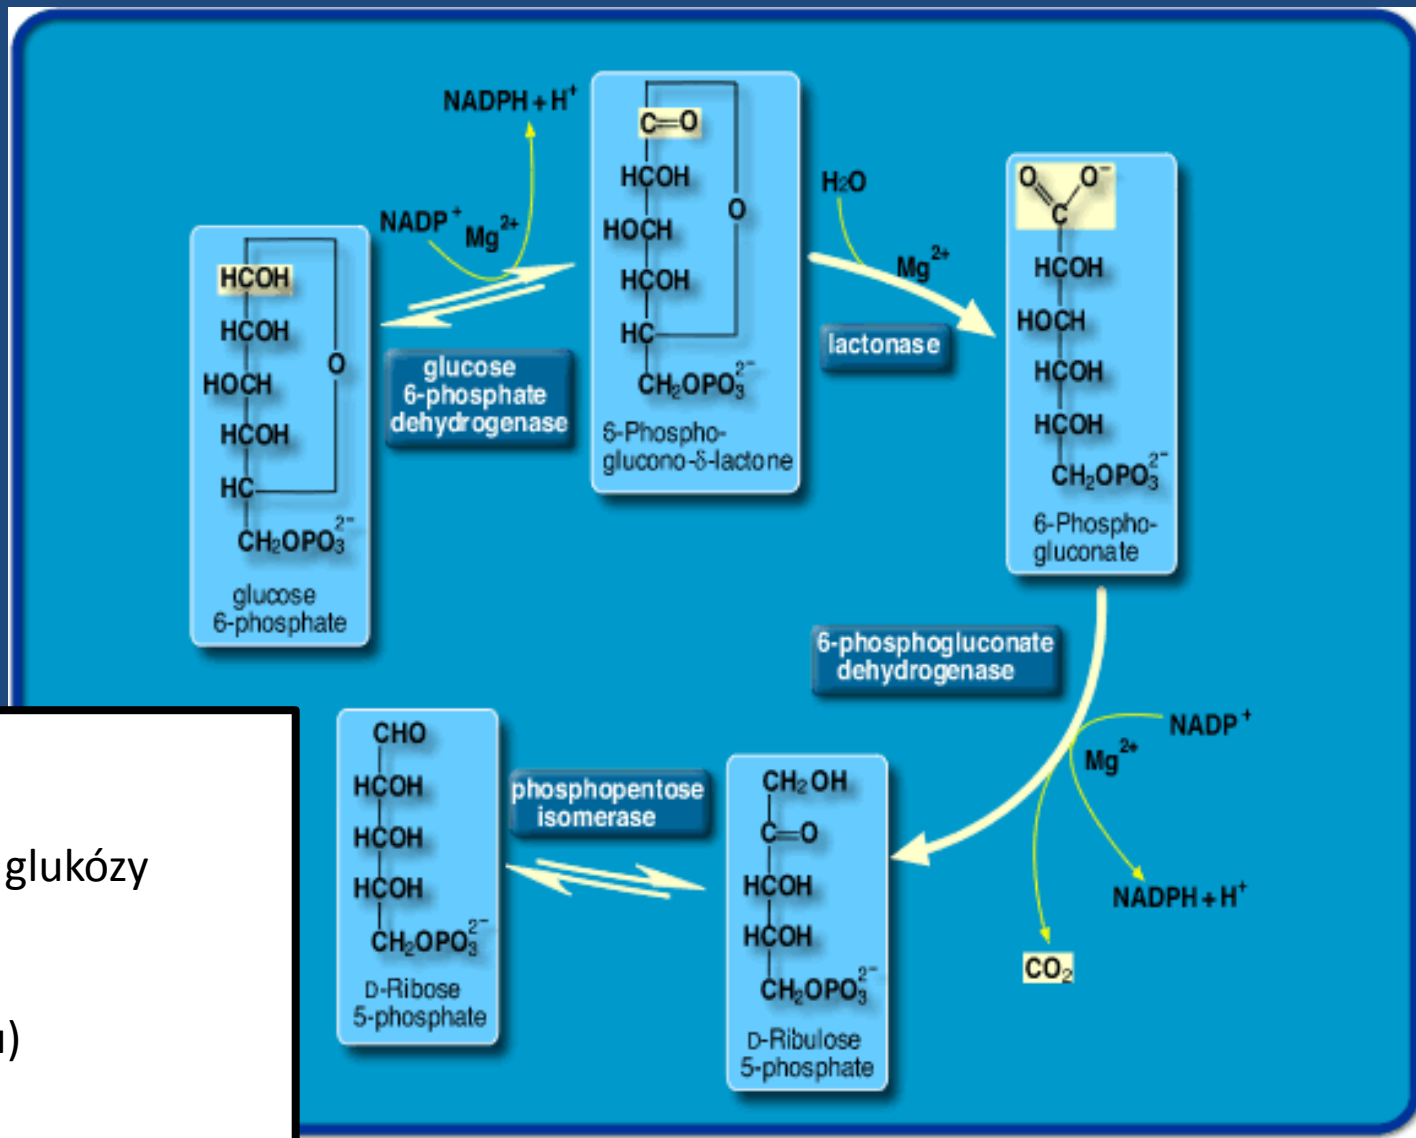 NADPH + H⁺
NADP⁺
Mg²⁺
HCOH
HCOH
HOCH
HCOH
HC
O
CH₂OPO₃²⁻
glucose
6-phosphate
glucose
6-phosphate
dehydrogenase
C=O
HCOH
HOCH
HCOH
HC
O
CH₂OPO₃²⁻
6-Phospho-
glucono-δ-lactone
H₂O
Mg²⁺
lactonase
O O⁻
C
HCOH
HOCH
HCOH
HCOH
CH₂OPO₃²⁻
6-Phospho-
gluconate
6-phosphogluconate
dehydrogenase
NADP⁺
Mg²⁺
NADPH + H⁺
CO₂
CH₂OH
C=O
HCOH
HCOH
CH₂OPO₃²⁻
D-Ribulose
5-phosphate
phosphopentose
isomerase
CHO
HCOH
HCOH
HCOH
CH₂OPO₃²⁻
D-Ribose
5-phosphate
glukózy
)